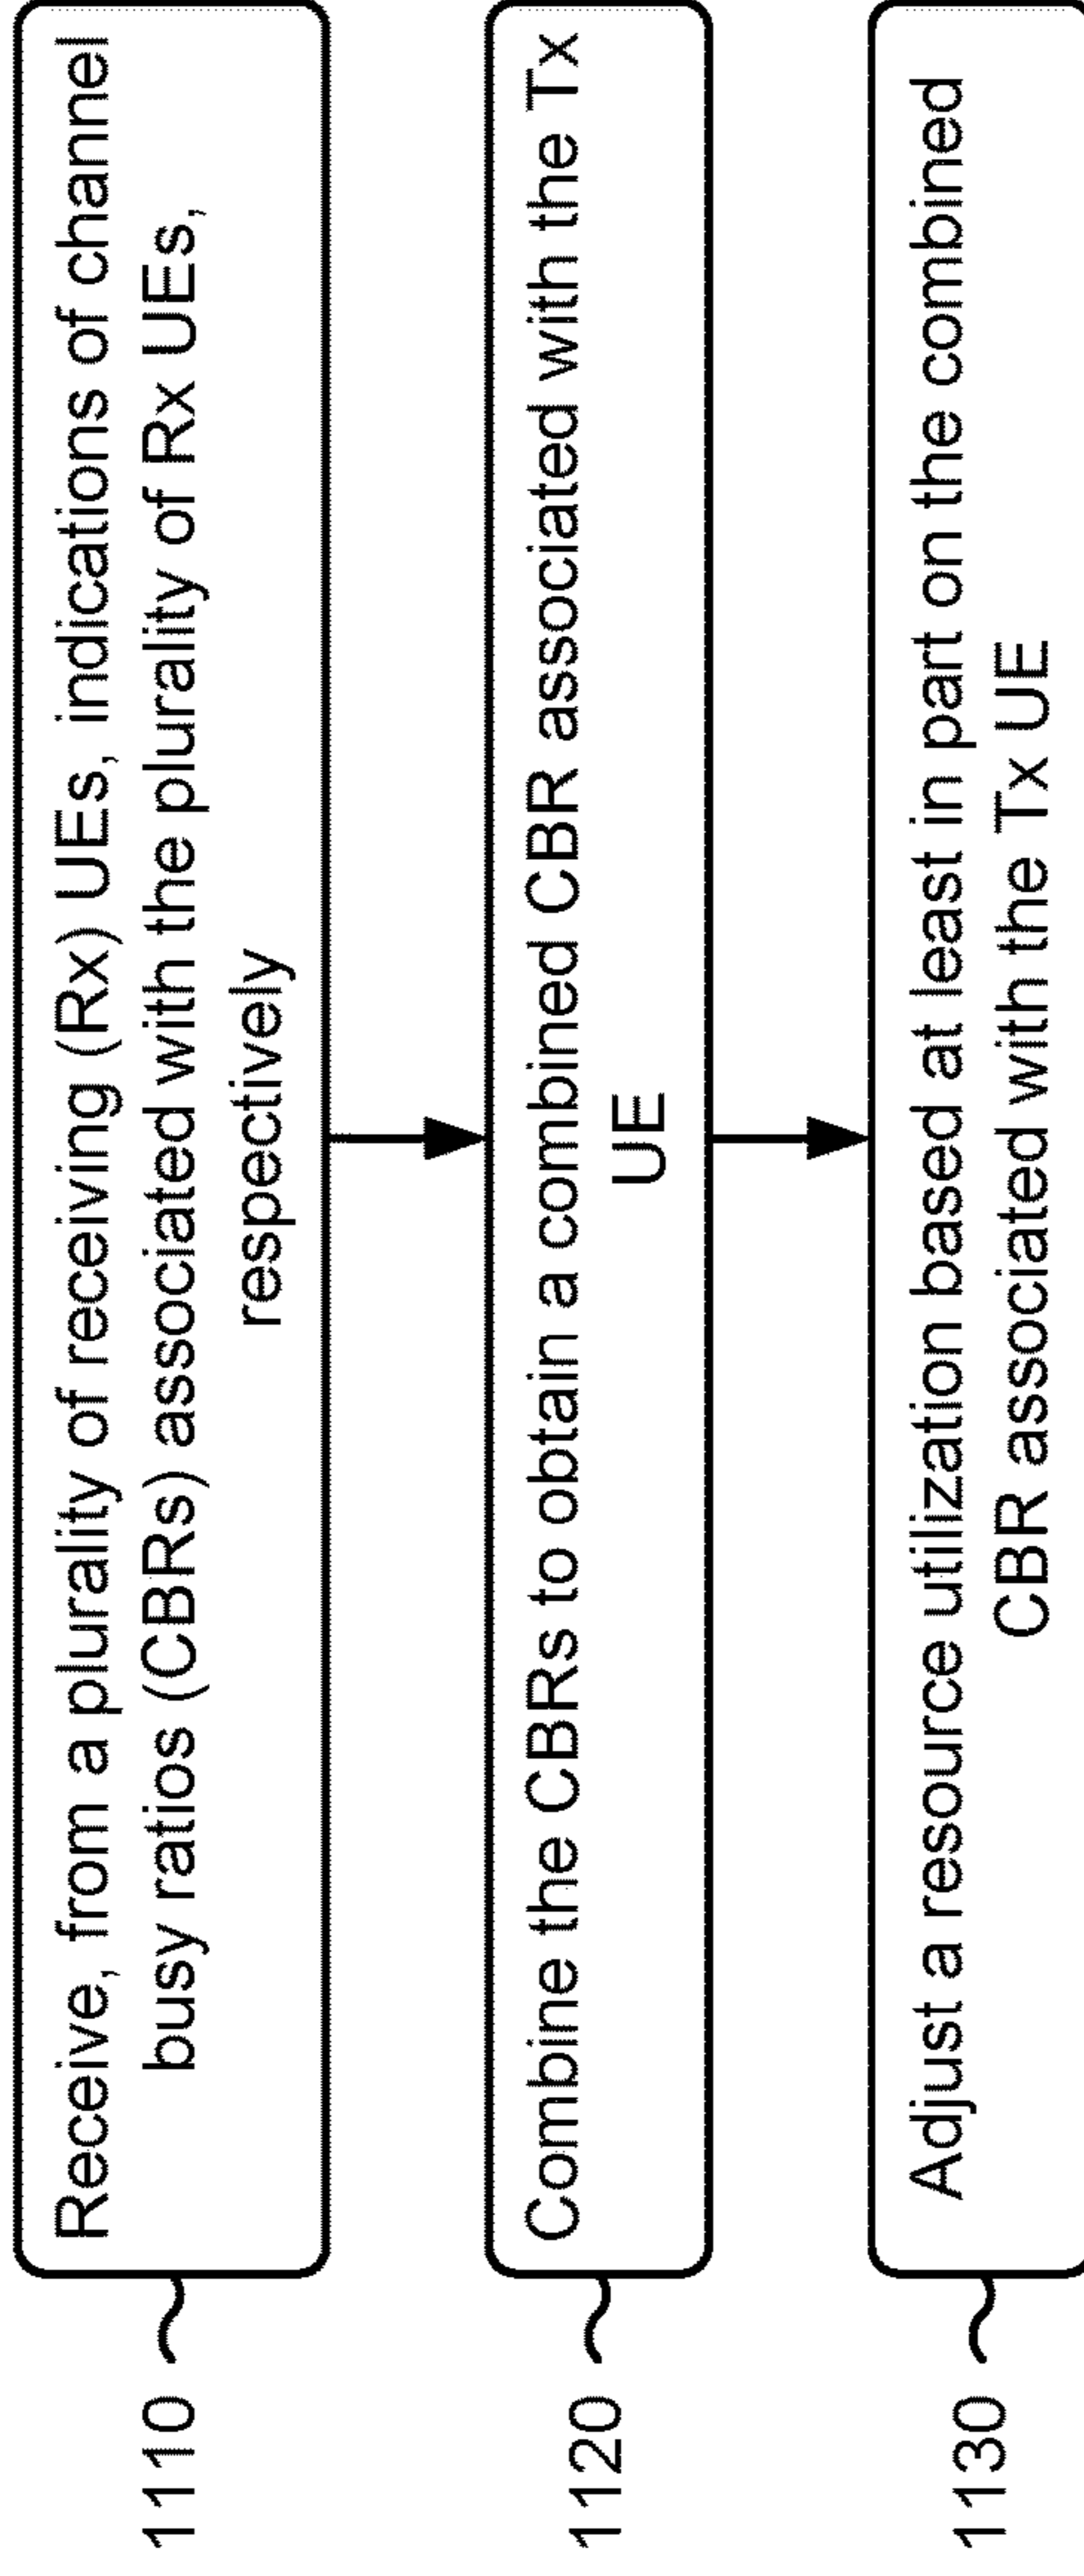 1110
Receive, from a plurality of receiving (Rx) UEs, indications of channel
busy ratios (CBRs) associated with the plurality of Rx UEs,
respectively
1120
Combine the CBRs to obtain a combined CBR associated with the Tx
UE
1130
Adjust a resource utilization based at least in part on the combined
CBR associated with the Tx UE